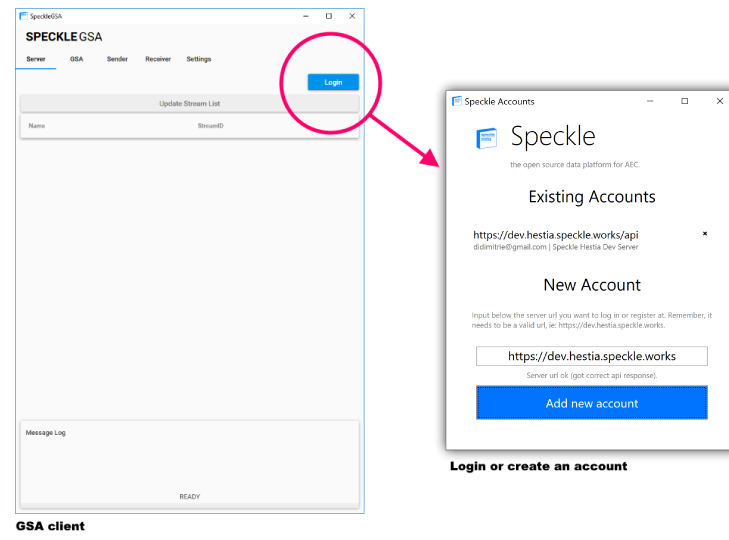 SpeckleGSA
SPECKLE GSA
Server GSA Sender Receiver Settings
Login
Update Stream List
Name StreamID
Message Log
READY
GSA client
Speckle Accounts
Speckle
the open source data platform for AEC.
Existing Accounts
https://dev.hestia.speckle.works/api
didimitrie@gmail.com | Speckle Hestia Dev Server
New Account
Input below the server url you want to log in or register at. Remember, it
needs to be a valid url, ie: https://dev.hestia.speckle.works.
https://dev.hestia.speckle.works
Server url ok (got correct api response).
Add new account
Login or create an account